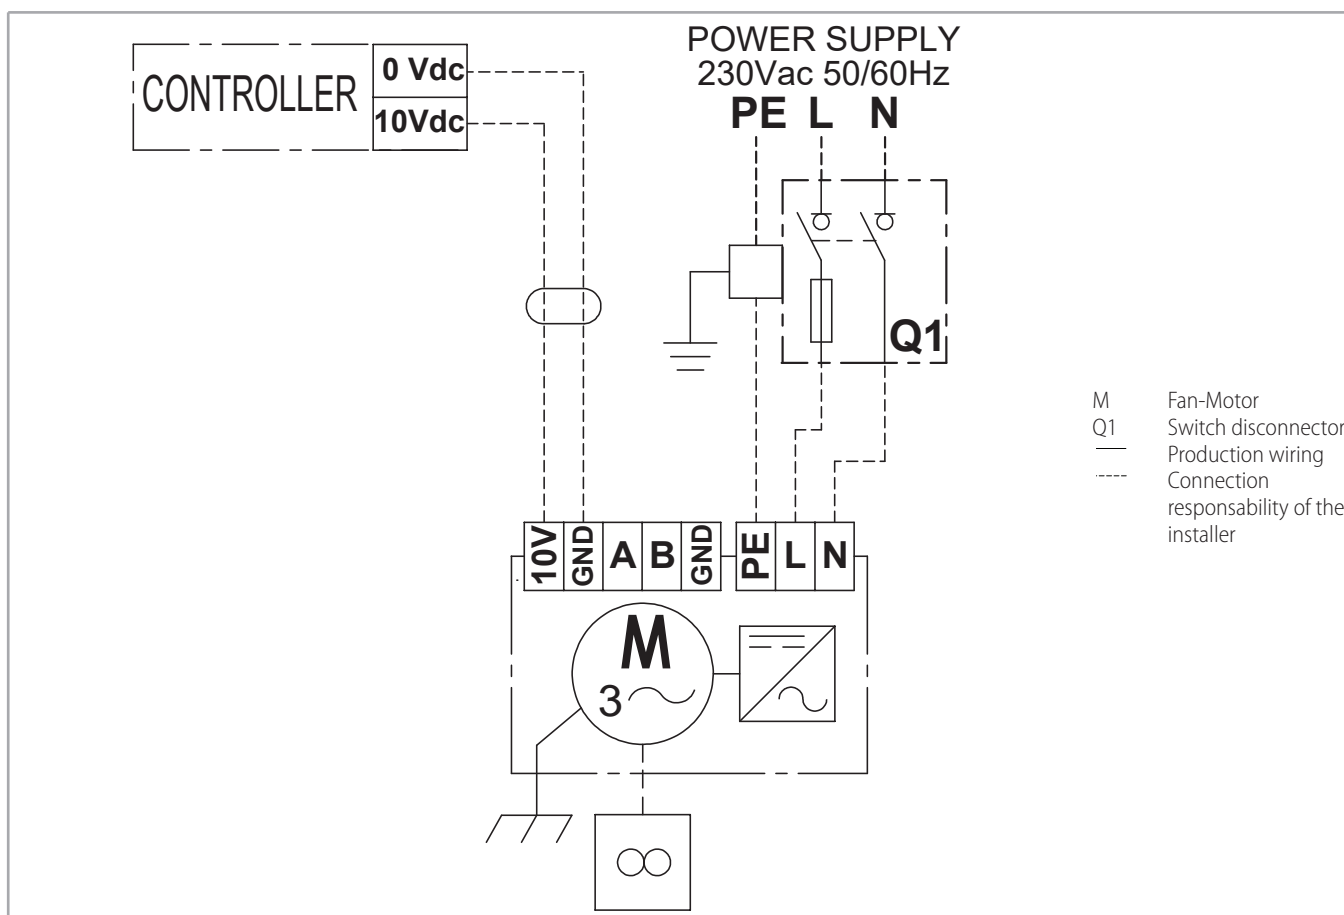 CONTROLLER
0 Vdc
10Vdc
POWER SUPPLY
230Vac 50/60Hz
PE L N
Q1
M Fan-Motor
Q1 Switch disconnector
Production wiring
Connection
responsability of the
installer
10V GND A B GND PE L N
M
3